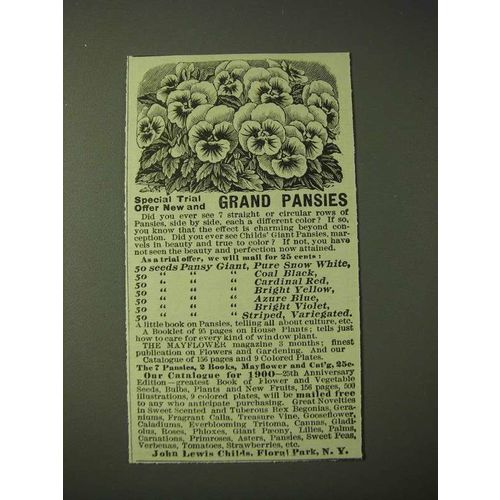 Special Trial
Offer New and GRAND PANSIES
Did you ever see 7 straight or circular rows of
Pansies, side by side, each a different color? If so,
you know that the effect is charming beyond con-
ception. Did you ever see Childs' Giant Pansies, mar-
vels in beauty and true to color? If not, you have
not seen the beauty and perfection now attained.
As a trial offer, we will mail for 25 cents:
50 seeds Pansy Giant, Pure Snow White,
50 " " " Coal Black,
50 " " " Cardinal Red,
50 " " " Bright Yellow,
50 " " " Azure Blue,
50 " " " Bright Violet,
50 " " " Striped, Variegated.
A little book on Pansies, telling all about culture, etc.
A Booklet of 95 pages on House Plants; tells just
how to care for every kind of window plant.
THE MAYFLOWER magazine 3 months; finest
publication on Flowers and Gardening. And our
Catalogue of 156 pages and 9 Colored Plates.
The 7 Pansies, 2 Books, Mayflower and Cat'g, 25c.
Our Catalogue for 1900—25th Anniversary
Edition—greatest Book of Flower and Vegetable
Seeds, Bulbs, Plants and New Fruits, 156 pages, 500
illustrations, 9 colored plates, will be mailed free
to any who anticipate purchasing. Great Novelties
in Sweet Scented and Tuberous Rex Begonias, Gera-
niums, Fragrant Calla, Treasure Vine, Gooseflower,
Caladiums, Everblooming Tritoma, Cannas, Gladi-
olus, Roses, Phloxes, Giant Pæony, Lilies, Palms,
Carnations, Primroses, Asters, Pansies, Sweet Peas,
Verbenas, Tomatoes, Strawberries, etc.
John Lewis Childs, Floral Park, N. Y.